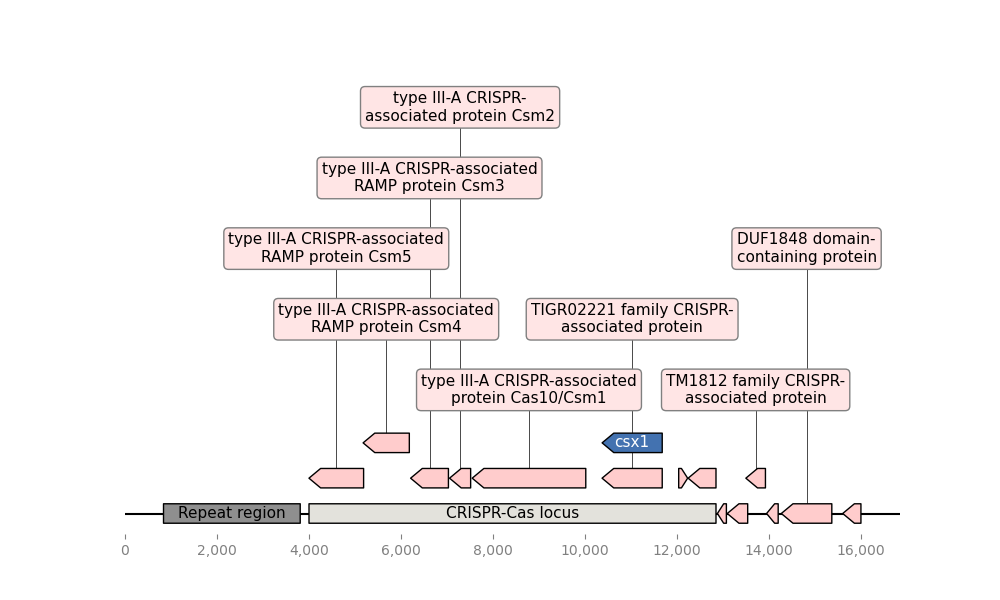 type III-A CRISPR-
associated protein Csm2
type III-A CRISPR-associated
RAMP protein Csm3
type III-A CRISPR-associated
RAMP protein Csm5
DUF1848 domain-
containing protein
type III-A CRISPR-associated
RAMP protein Csm4
TIGR02221 family CRISPR-
associated protein
type III-A CRISPR-associated
protein Cas10/Csm1
TM1812 family CRISPR-
associated protein
csx1
Repeat region
CRISPR-Cas locus
0 2,000 4,000 6,000 8,000 10,000 12,000 14,000 16,000